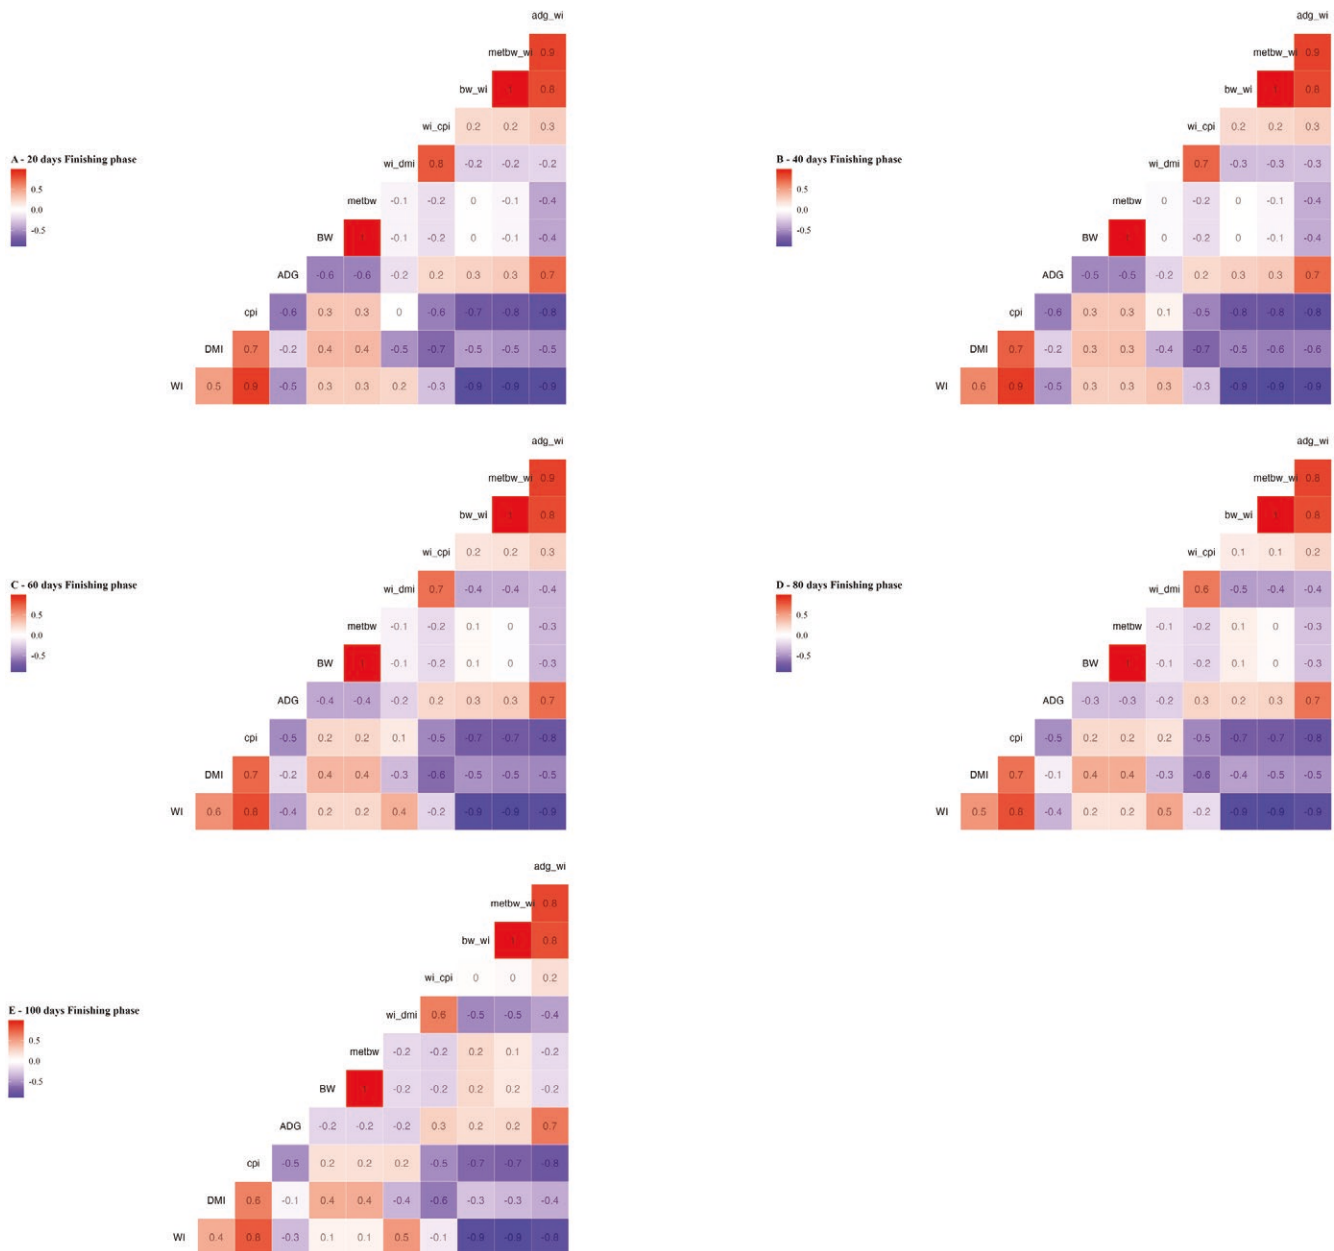 adg_wi
metbw_wi 0.9
bw_wi 1 0.8
wi_cpi 0.2 0.2 0.3
A - 20 days Finishing phase
0.5
0.0
-0.5
wi_dmi 0.8 -0.2 -0.2 -0.2
metbw -0.1 -0.2 0 -0.1 -0.4
BW 1 -0.1 -0.2 0 -0.1 -0.4
ADG -0.6 -0.6 -0.2 0.2 0.3 0.3 0.7
cpi -0.6 0.3 0.3 0 -0.6 -0.7 -0.8 -0.8
DMI 0.7 -0.2 0.4 0.4 -0.5 -0.7 -0.5 -0.5 -0.5
WI 0.5 0.9 -0.5 0.3 0.3 0.2 -0.3 -0.9 -0.9 -0.9
adg_wi
metbw_wi 0.9
bw_wi 1 0.8
wi_cpi 0.2 0.2 0.3
B - 40 days Finishing phase
0.5
0.0
-0.5
wi_dmi 0.7 -0.3 -0.3 -0.3
metbw 0 -0.2 0 -0.1 -0.4
BW 1 0 -0.2 0 -0.1 -0.4
ADG -0.5 -0.5 -0.2 0.2 0.3 0.3 0.7
cpi -0.6 0.3 0.3 0.1 -0.5 -0.8 -0.8 -0.8
DMI 0.7 -0.2 0.3 0.3 -0.4 -0.7 -0.5 -0.6 -0.6
WI 0.6 0.9 -0.5 0.3 0.3 0.3 -0.3 -0.9 -0.9 -0.9
adg_wi
metbw_wi 0.9
bw_wi 1 0.8
wi_cpi 0.2 0.2 0.3
C - 60 days Finishing phase
0.5
0.0
-0.5
wi_dmi 0.7 -0.4 -0.4 -0.4
metbw -0.1 -0.2 0.1 0 -0.3
BW 1 -0.1 -0.2 0.1 0 -0.3
ADG -0.4 -0.4 -0.2 0.2 0.3 0.3 0.7
cpi -0.5 0.2 0.2 0.1 -0.5 -0.7 -0.7 -0.8
DMI 0.7 -0.2 0.4 0.4 -0.3 -0.6 -0.5 -0.5 -0.5
WI 0.6 0.8 -0.4 0.2 0.2 0.4 -0.2 -0.9 -0.9 -0.9
adg_wi
metbw_wi 0.8
bw_wi 1 0.8
wi_cpi 0.1 0.1 0.2
D - 80 days Finishing phase
0.5
0.0
-0.5
wi_dmi 0.6 -0.5 -0.4 -0.4
metbw -0.1 -0.2 0.1 0 -0.3
BW 1 -0.1 -0.2 0.1 0 -0.3
ADG -0.3 -0.3 -0.2 0.3 0.2 0.3 0.7
cpi -0.5 0.2 0.2 0.2 -0.5 -0.7 -0.7 -0.8
DMI 0.7 -0.1 0.4 0.4 -0.3 -0.6 -0.4 -0.5 -0.5
WI 0.5 0.8 -0.4 0.2 0.2 0.5 -0.2 -0.9 -0.9 -0.9
adg_wi
metbw_wi 0.8
bw_wi 1 0.8
wi_cpi 0 0 0.2
E - 100 days Finishing phase
0.5
0.0
-0.5
wi_dmi 0.6 -0.5 -0.5 -0.4
metbw -0.2 -0.2 0.2 0.1 -0.2
BW 1 -0.2 -0.2 0.2 0.2 -0.2
ADG -0.2 -0.2 -0.2 0.3 0.2 0.2 0.7
cpi -0.5 0.2 0.2 0.2 -0.5 -0.7 -0.7 -0.8
DMI 0.6 -0.1 0.4 0.4 -0.4 -0.6 -0.3 -0.3 -0.4
WI 0.4 0.8 -0.3 0.1 0.1 0.5 -0.1 -0.9 -0.9 -0.8